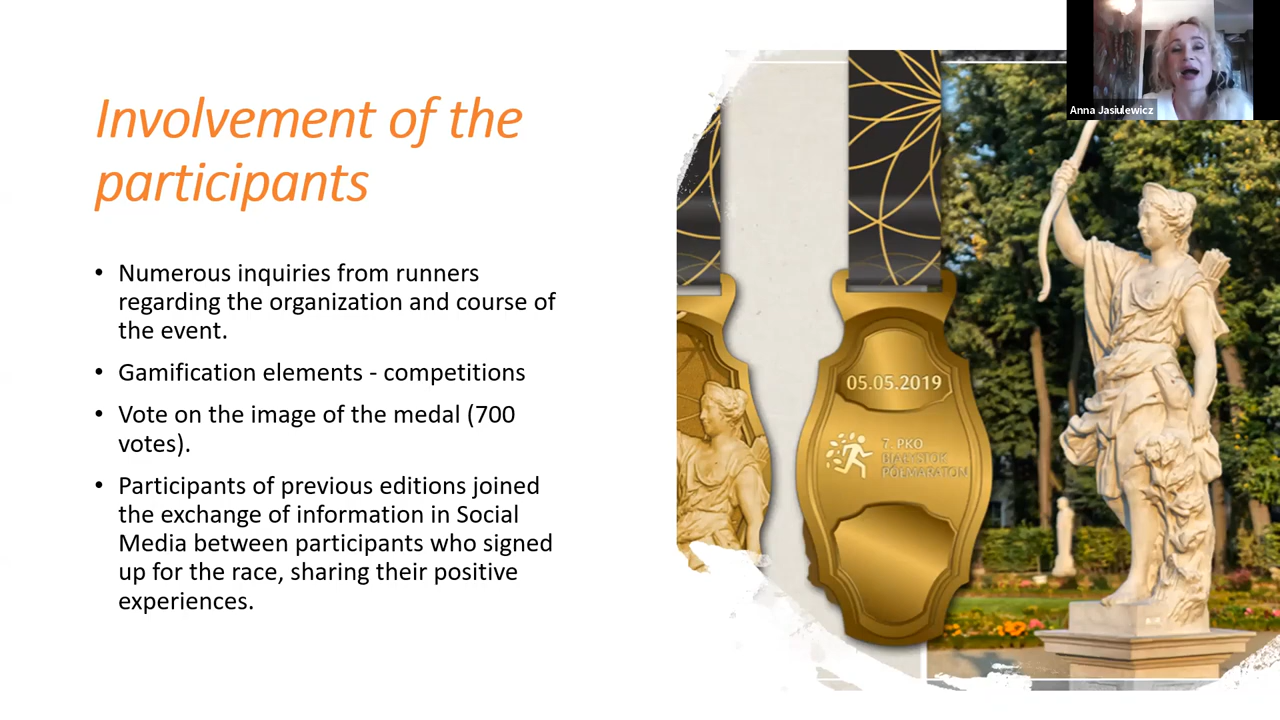 Involvement of the
participants
• Numerous inquiries from runners
regarding the organization and course of
the event.
• Gamification elements - competitions
• Vote on the image of the medal (700
votes).
• Participants of previous editions joined
the exchange of information in Social
Media between participants who signed
up for the race, sharing their positive
experiences.
05.05.2019
7. PKO
BIAŁYSTOK
PÓŁMARATON
Anna Jasiulewicz